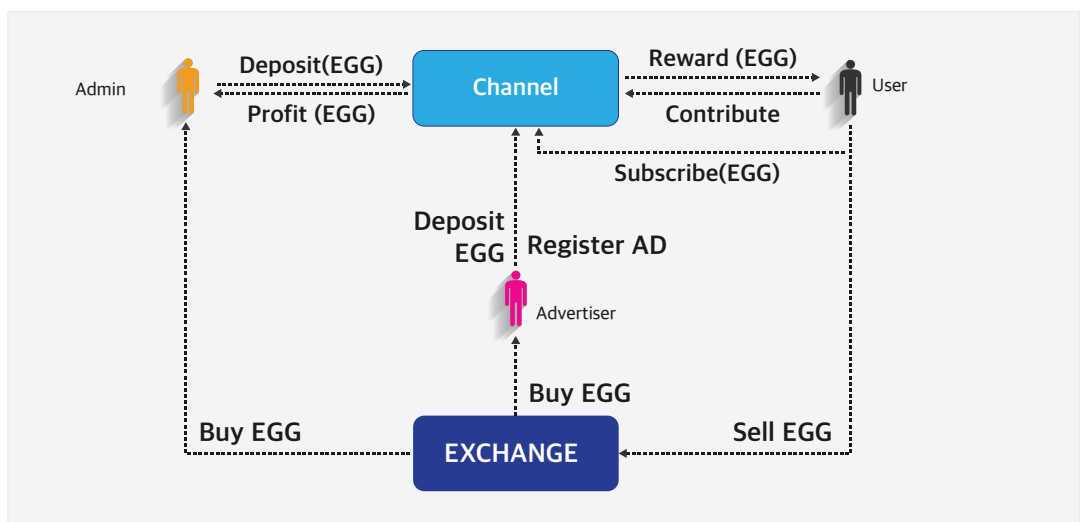 Deposit(EGG)
Reward (EGG)
Admin
Channel
User
Profit (EGG)
Contribute
Subscribe(EGG)
Deposit
EGG
Register AD
Advertiser
Buy EGG
Buy EGG
Sell EGG
EXCHANGE